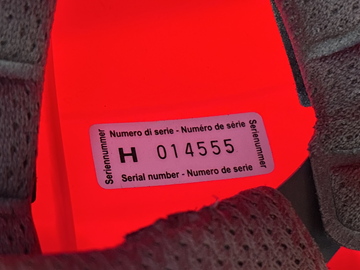 Numero di serie - Numéro de série
Seriennummer
H 014555
Seriennummer
Serial number - Numero de serie